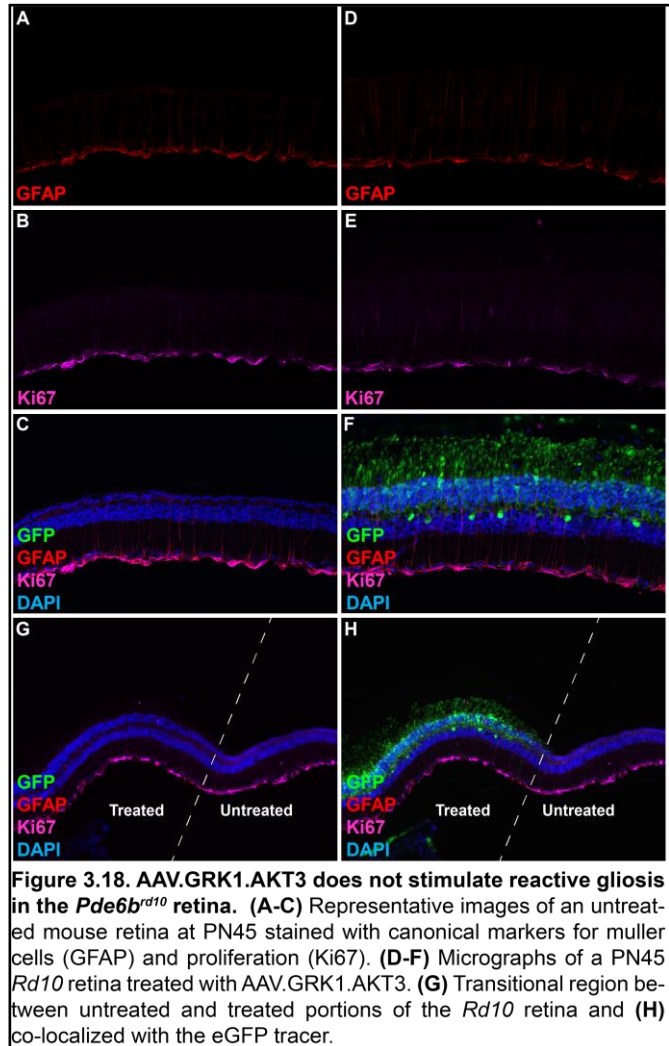 A
GFAP
D
GFAP
B
Ki67
E
Ki67
C
GFP
GFAP
Ki67
DAPI
F
GFP
GFAP
Ki67
DAPI
G
GFP
GFAP
Ki67
DAPI
Treated
Untreated
H
GFP
GFAP
Ki67
DAPI
Treated
Untreated
Figure 3.18. AAV.GRK1.AKT3 does not stimulate reactive gliosis
in the Pde6brd10 retina. (A-C) Representative images of an untreat-
ed mouse retina at PN45 stained with canonical markers for muller
cells (GFAP) and proliferation (Ki67). (D-F) Micrographs of a PN45
Rd10 retina treated with AAV.GRK1.AKT3. (G) Transitional region be-
tween untreated and treated portions of the Rd10 retina and (H)
co-localized with the eGFP tracer.